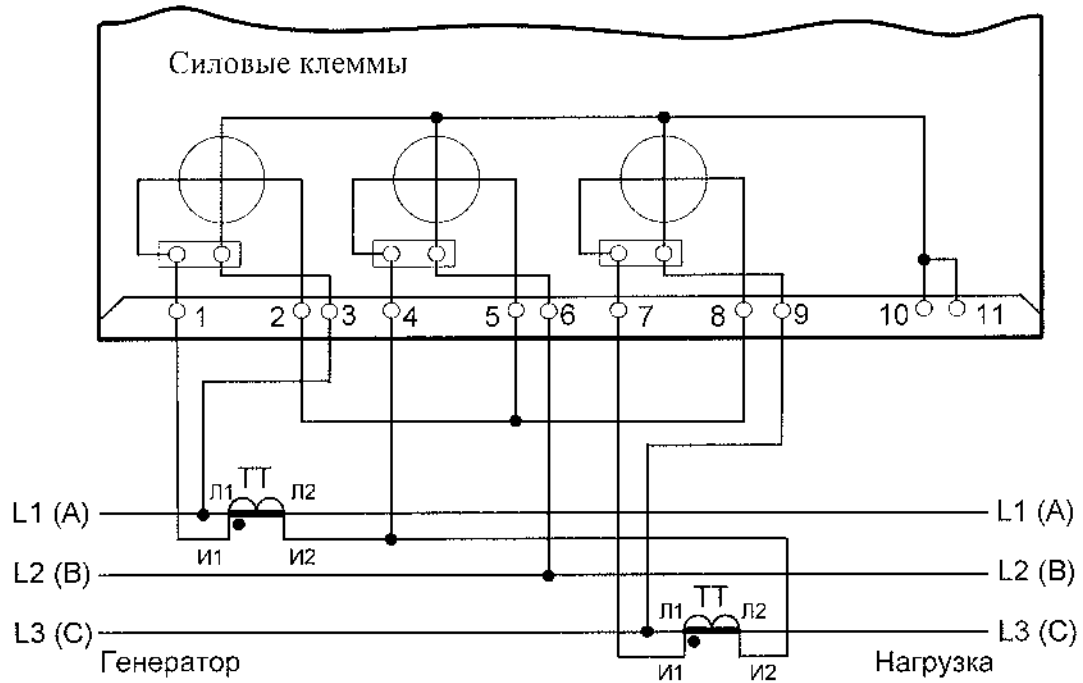 Силовые клеммы
1 2 3 4 5 6 7 8 9 10 11
Л1 ТТ Л2
L1 (A) L1 (A)
И1 И2
L2 (B) L2 (B)
Л1 ТТ Л2
L3 (C) L3 (C)
Генератор И1 И2 Нагрузка